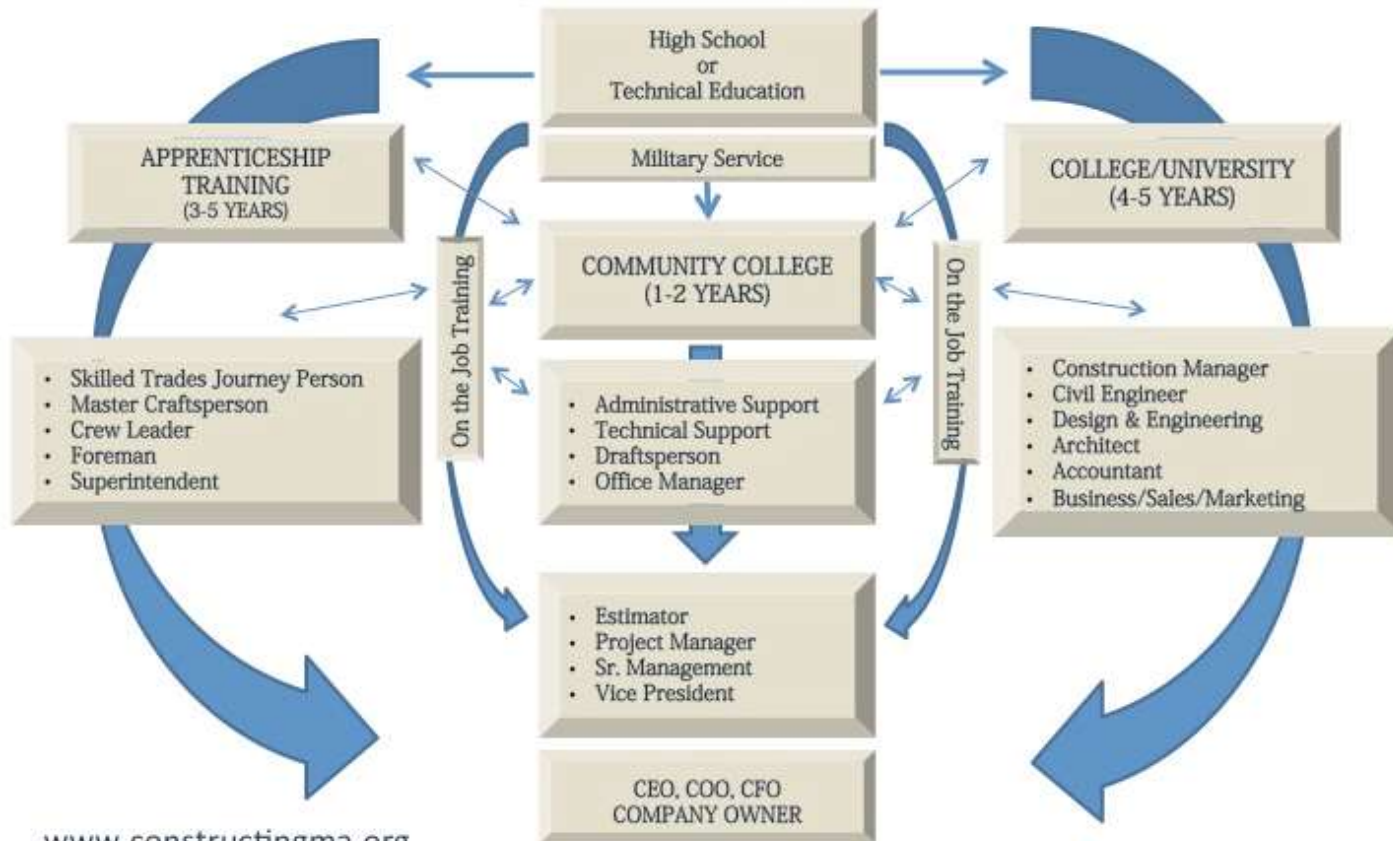 High School
or
Technical Education
Military Service
APPRENTICESHIP
TRAINING
(3-5 YEARS)
COLLEGE/UNIVERSITY
(4-5 YEARS)
COMMUNITY COLLEGE
(1-2 YEARS)
On the Job Training
On the Job Training
• Skilled Trades Journey Person
• Master Craftsperson
• Crew Leader
• Foreman
• Superintendent
• Administrative Support
• Technical Support
• Draftsperson
• Office Manager
• Construction Manager
• Civil Engineer
• Design & Engineering
• Architect
• Accountant
• Business/Sales/Marketing
• Estimator
• Project Manager
• Sr. Management
• Vice President
CEO, COO, CFO
COMPANY OWNER
www.constructingma.org